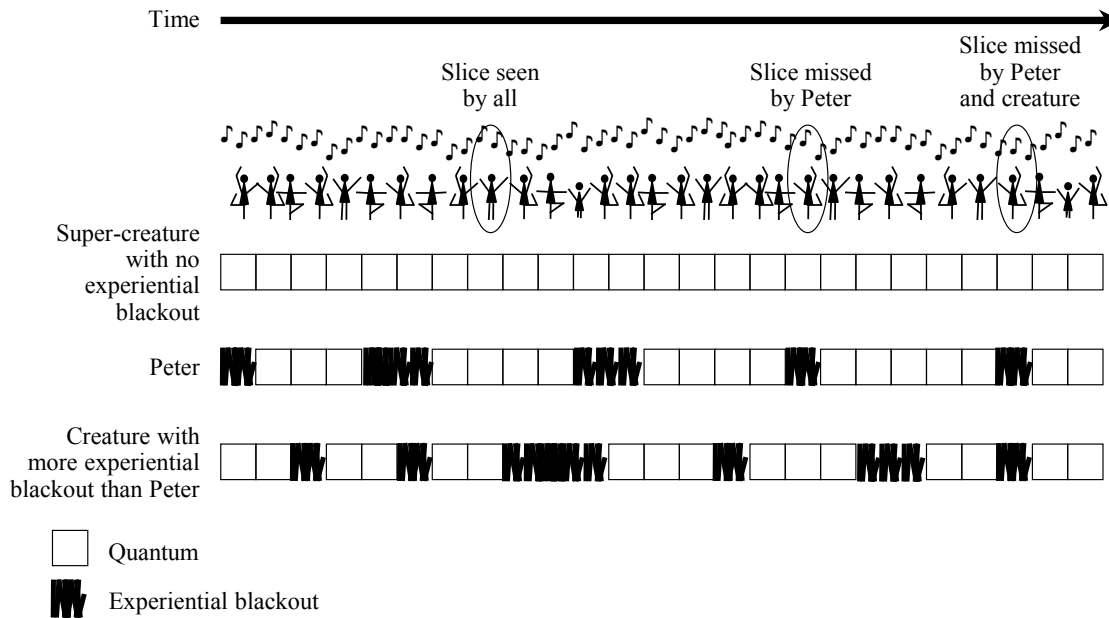 Time
Slice seen
by all
Slice missed
by Peter
Slice missed
by Peter
and creature
Super-creature
with no
experiential
blackout
Peter
Creature with
more experiential
blackout than Peter
Quantum
Experiential blackout